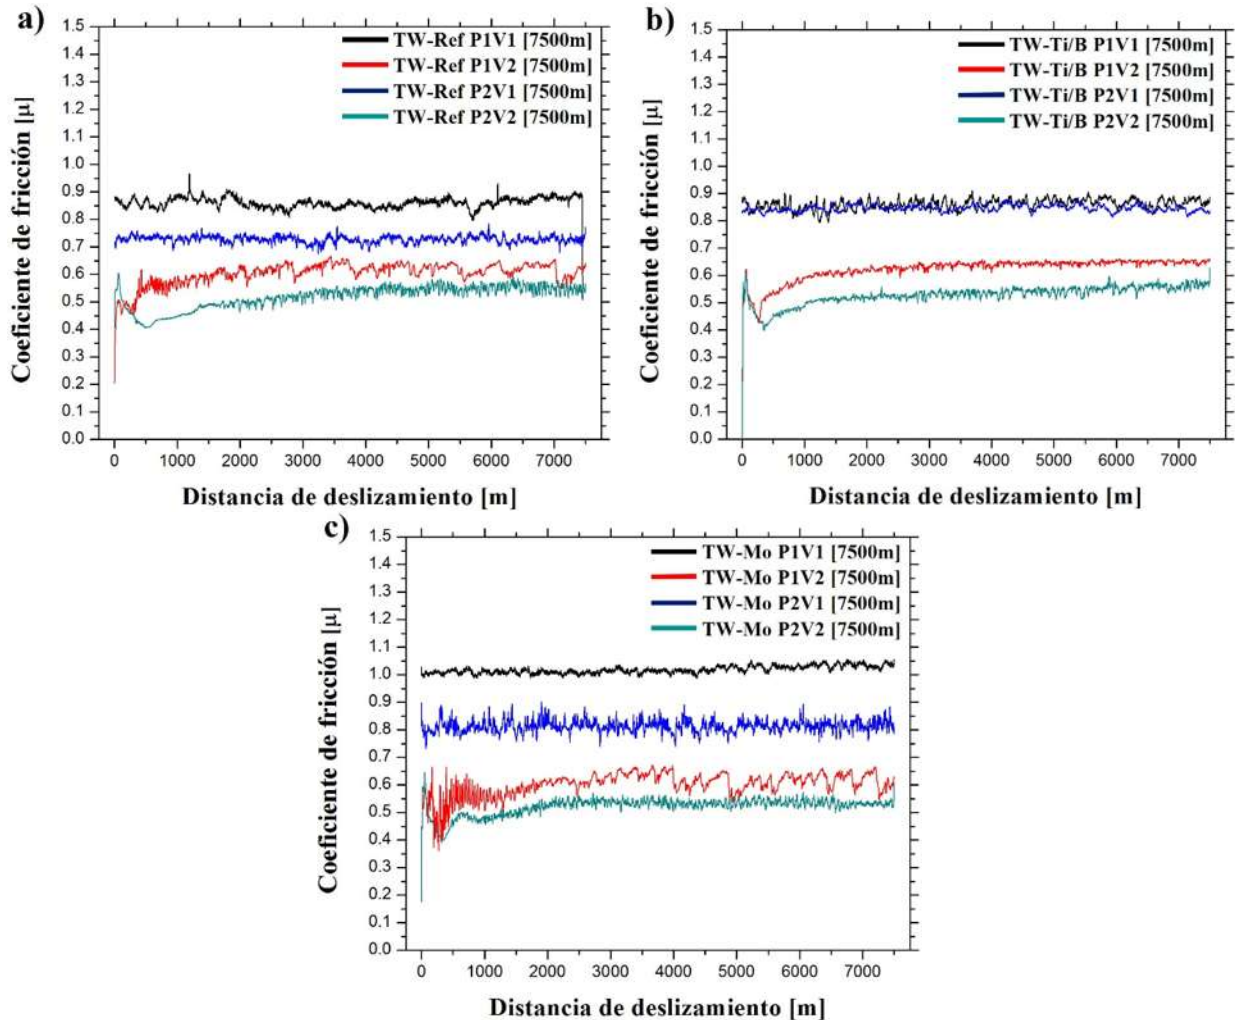 a)
TW-Ref P1V1 [7500m]
TW-Ref P1V2 [7500m]
TW-Ref P2V1 [7500m]
TW-Ref P2V2 [7500m]
Coeficiente de fricción [μ]
1.5
1.4
1.3
1.2
1.1
1.0
0.9
0.8
0.7
0.6
0.5
0.4
0.3
0.2
0.1
0.0
0 1000 2000 3000 4000 5000 6000 7000
Distancia de deslizamiento [m]
b)
TW-Ti/B P1V1 [7500m]
TW-Ti/B P1V2 [7500m]
TW-Ti/B P2V1 [7500m]
TW-Ti/B P2V2 [7500m]
Coeficiente de fricción [μ]
1.5
1.4
1.3
1.2
1.1
1.0
0.9
0.8
0.7
0.6
0.5
0.4
0.3
0.2
0.1
0.0
0 1000 2000 3000 4000 5000 6000 7000
Distancia de deslizamiento [m]
c)
TW-Mo P1V1 [7500m]
TW-Mo P1V2 [7500m]
TW-Mo P2V1 [7500m]
TW-Mo P2V2 [7500m]
Coeficiente de fricción [μ]
1.5
1.4
1.3
1.2
1.1
1.0
0.9
0.8
0.7
0.6
0.5
0.4
0.3
0.2
0.1
0.0
0 1000 2000 3000 4000 5000 6000 7000
Distancia de deslizamiento [m]